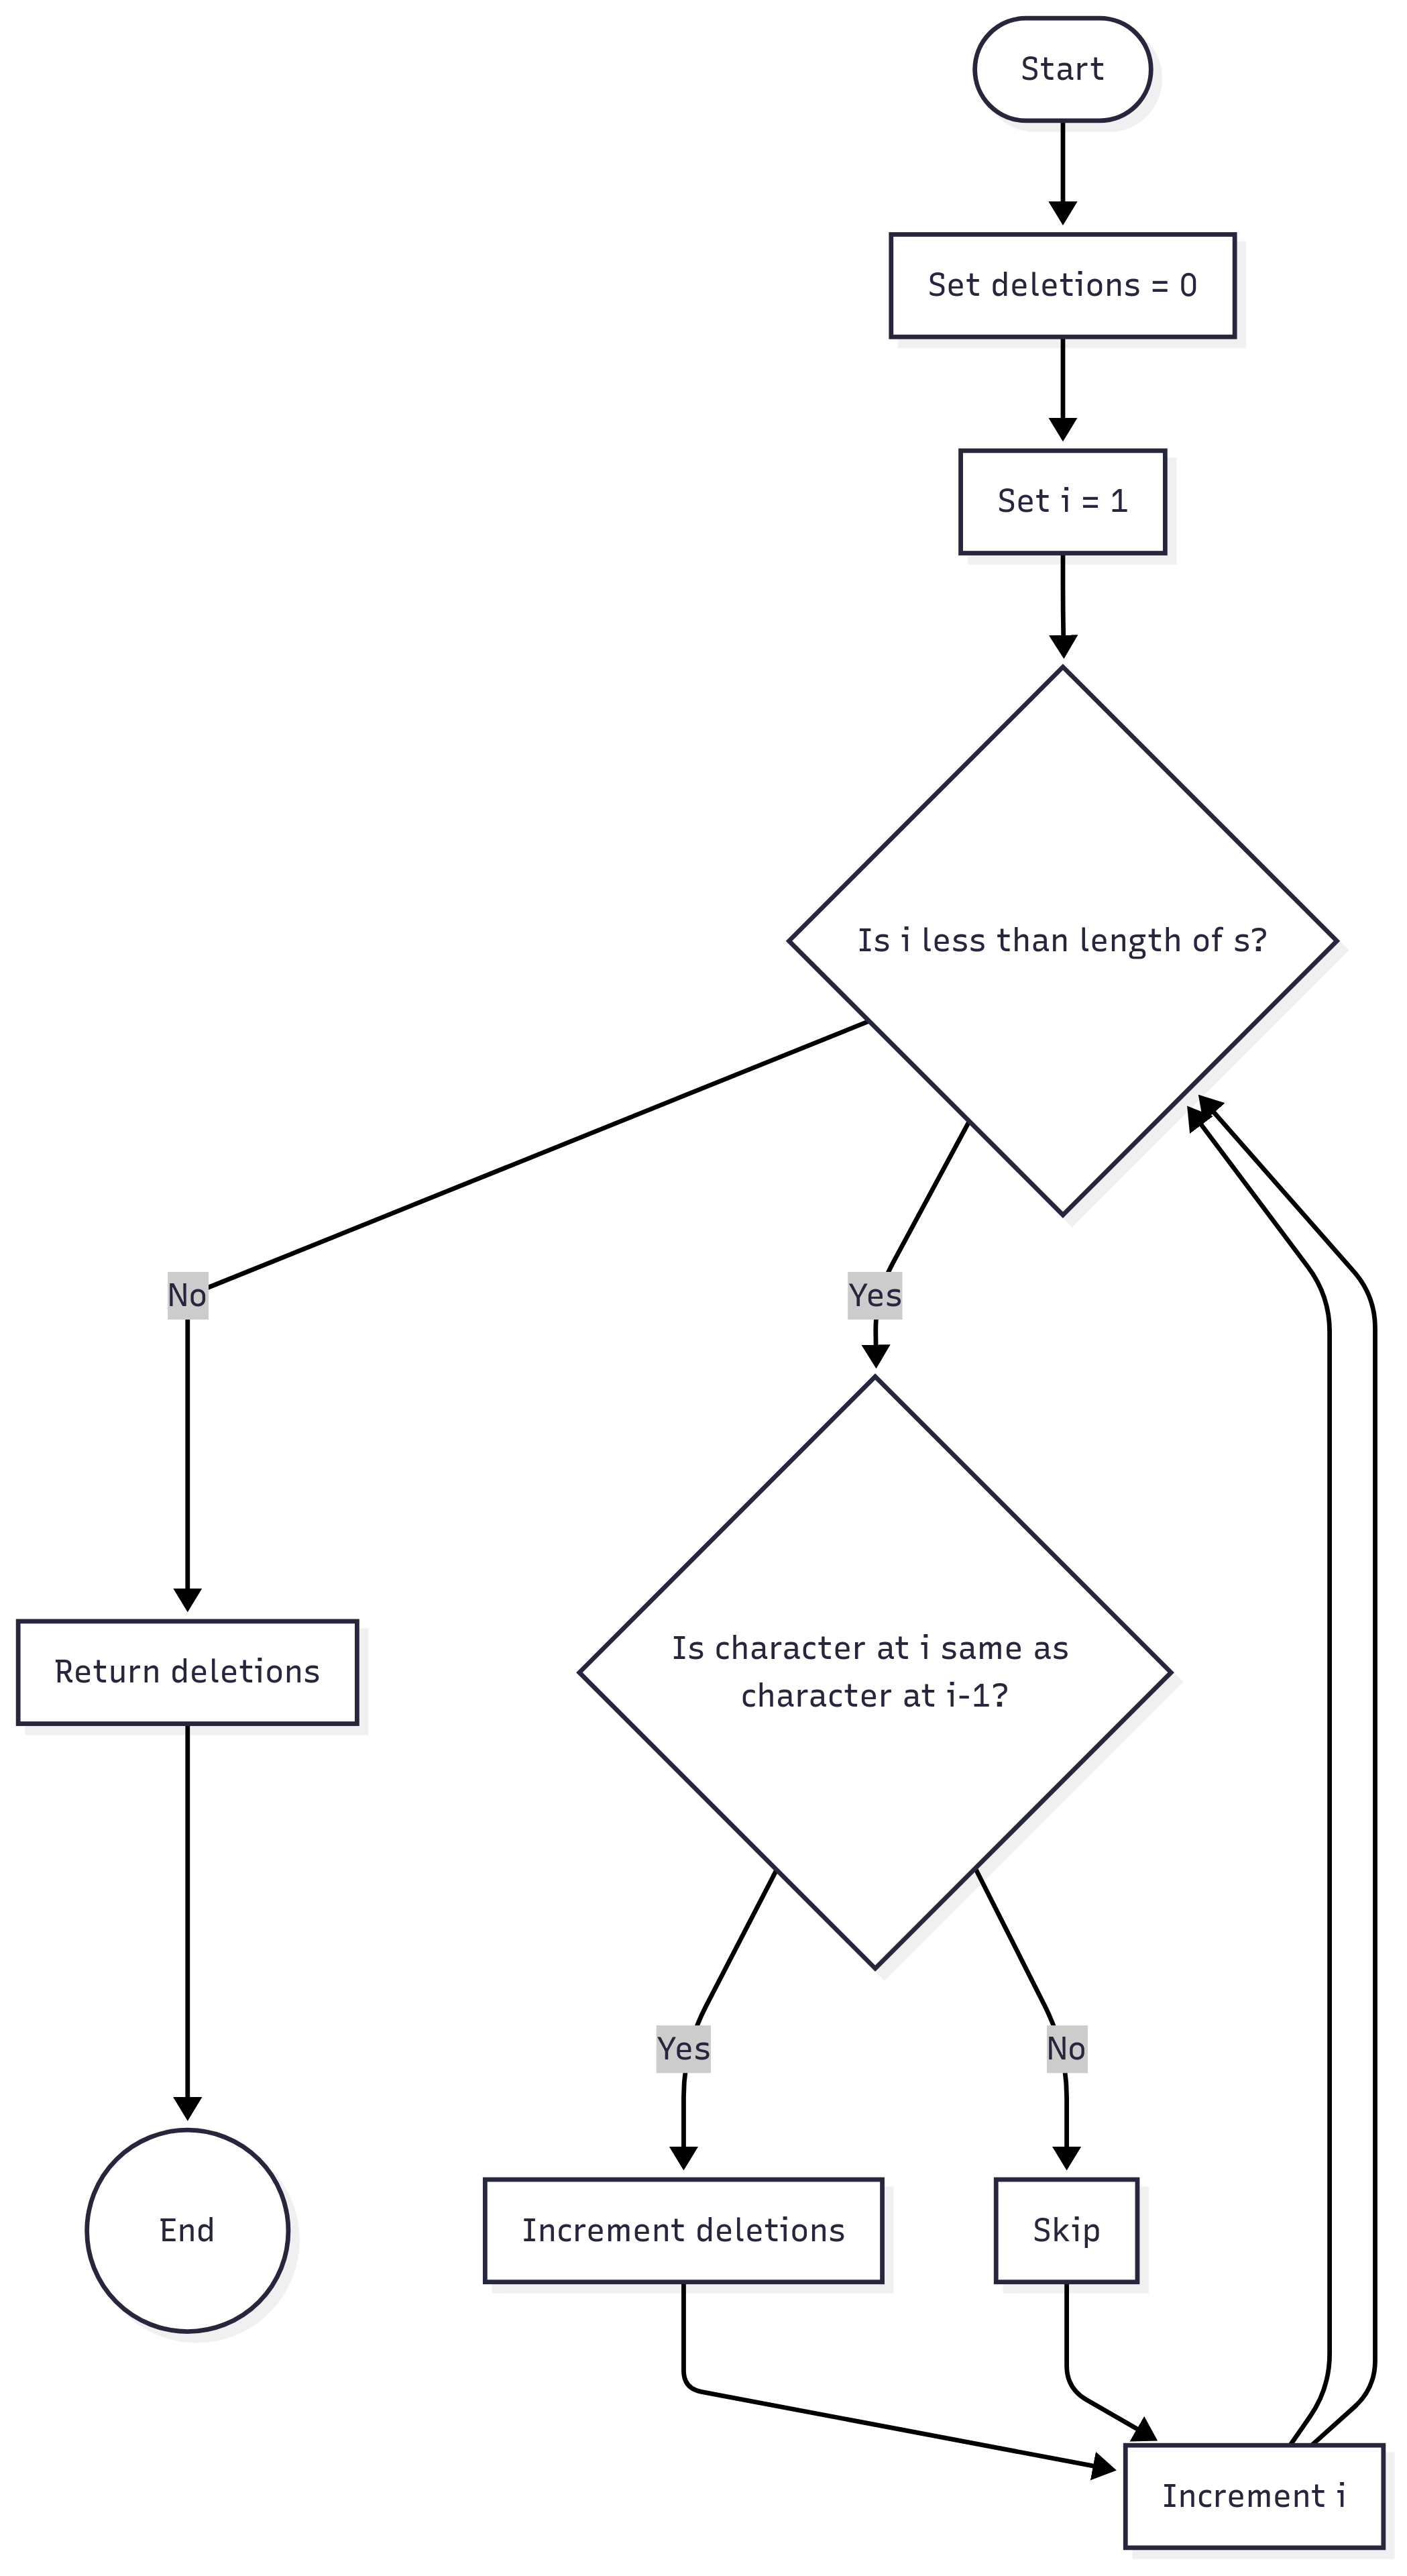 Start
Set deletions = 0
Set i = 1
Is i less than length of s?
No
Yes
Return deletions
Is character at i same as
character at i-1?
Yes
No
End
Increment deletions
Skip
Increment i